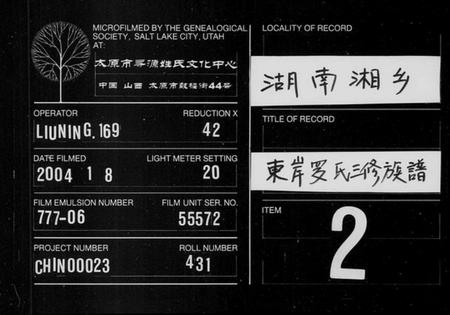 MICROFILMED BY THE GENEALOGICAL
SOCIETY, SALT LAKE CITY, UTAH
AT:
太原市寻源姓氏文化中心
中国 山西 太原市鼓楼街44号
OPERATOR REDUCTION X
LIUNING.169 42
DATE FILMED LIGHT METER SETTING
2004 1 8 20
FILM EMULSION NUMBER FILM UNIT SER. NO.
777-06 55572
PROJECT NUMBER ROLL NUMBER
CHIN00023 431
LOCALITY OF RECORD
湖南湘乡
TITLE OF RECORD
東岸罗氏三修族譜
ITEM
2